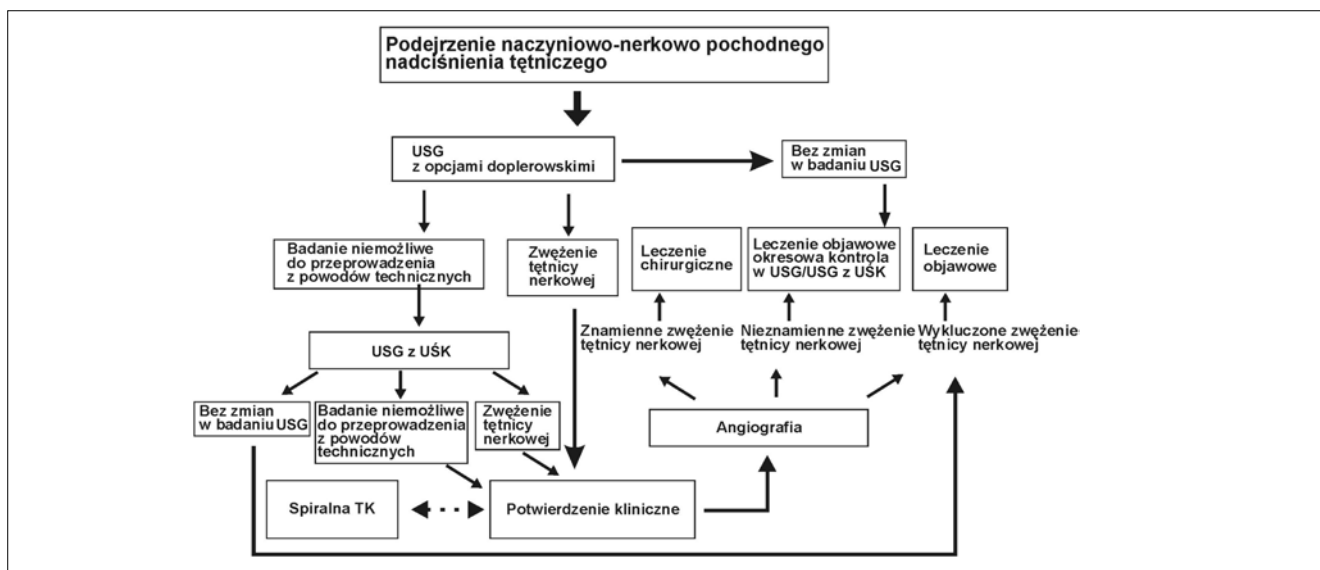 Podejrzenie naczyniowo-nerkowo pochodnego
nadciśnienia tętniczego
USG
z opcjami doplerowskimi
Bez zmian
w badaniu USG
Badanie niemożliwe
do przeprowadzenia
z powodów technicznych
Zwężenie
tętnicy
nerkowej
Leczenie
chirurgiczne
Leczenie objawowe
okresowa kontrola
w USG/USG z UŚK
Leczenie
objawowe
Znamienne zwężenie
tętnicy nerkowej
Nieznamienne zwężenie
tętnicy nerkowej
Wykluczone zwężenie
tętnicy nerkowej
USG z UŚK
Bez zmian
w badaniu USG
Badanie niemożliwe
do przeprowadzenia
z powodów
technicznych
Zwężenie
tętnicy
nerkowej
Angiografia
Spiralna TK
Potwierdzenie kliniczne